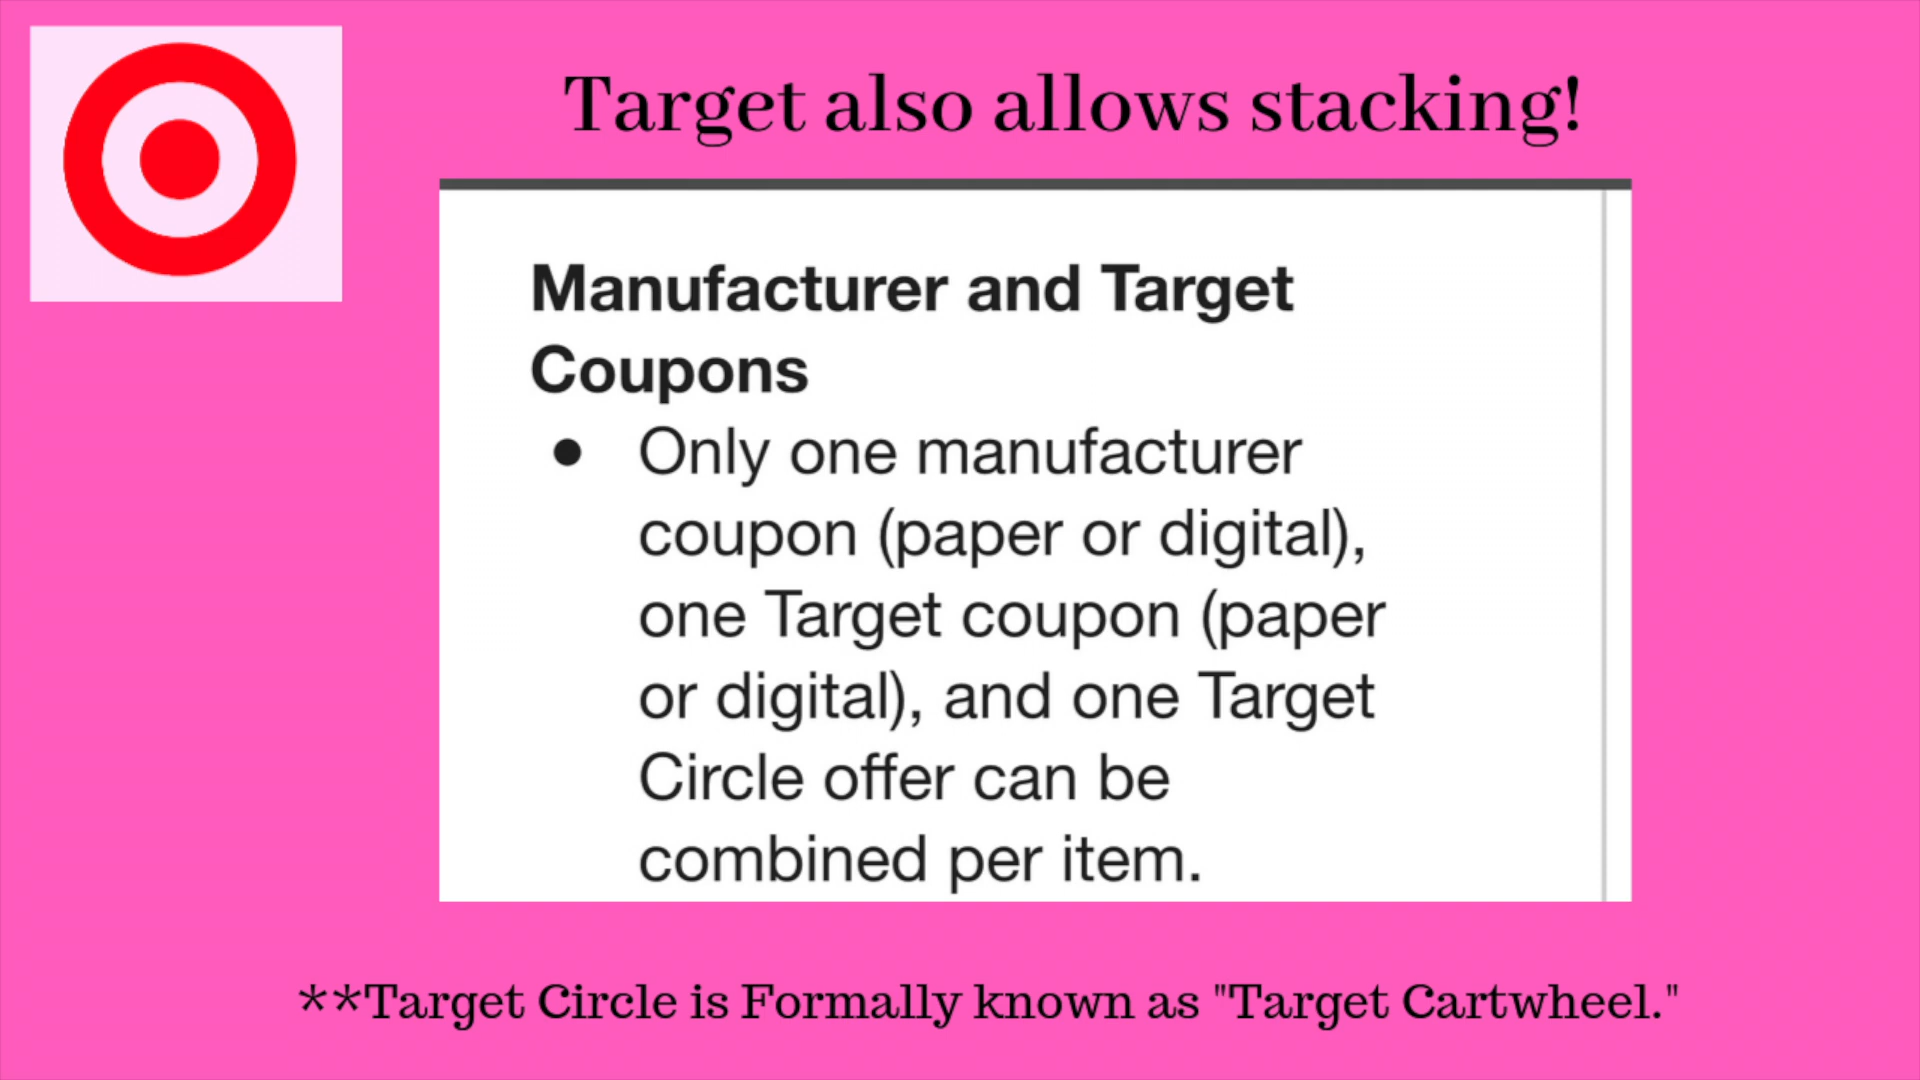 Target also allows stacking!
Manufacturer and Target
Coupons
● Only one manufacturer
coupon (paper or digital),
one Target coupon (paper
or digital), and one Target
Circle offer can be
combined per item.
**Target Circle is Formally known as "Target Cartwheel."